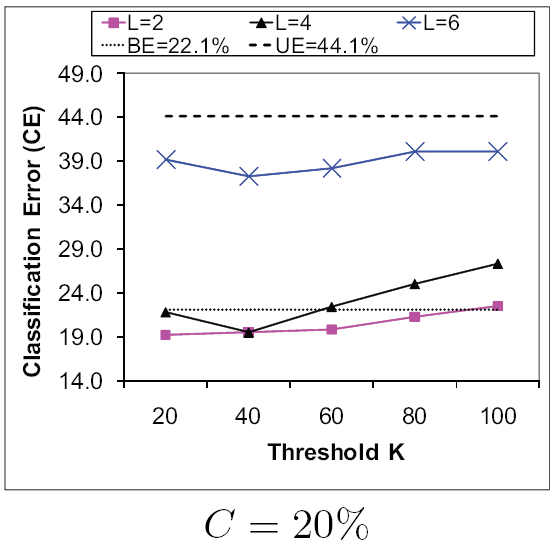 L=2 L=4 L=6
BE=22.1% UE=44.1%
49.0
44.0
39.0
34.0
29.0
24.0
19.0
14.0
Classification Error (CE)
20 40 60 80 100
Threshold K
C = 20%